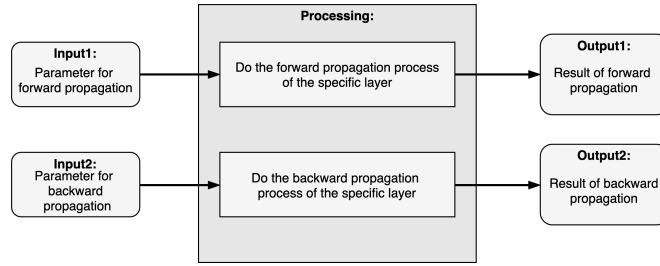 Processing:
Input1:
Parameter for
forward propagation
Do the forward propagation process
of the specific layer
Output1:
Result of forward
propagation
Input2:
Parameter for
backward
propagation
Do the backward propagation
process of the specific layer
Output2:
Result of backward
propagation